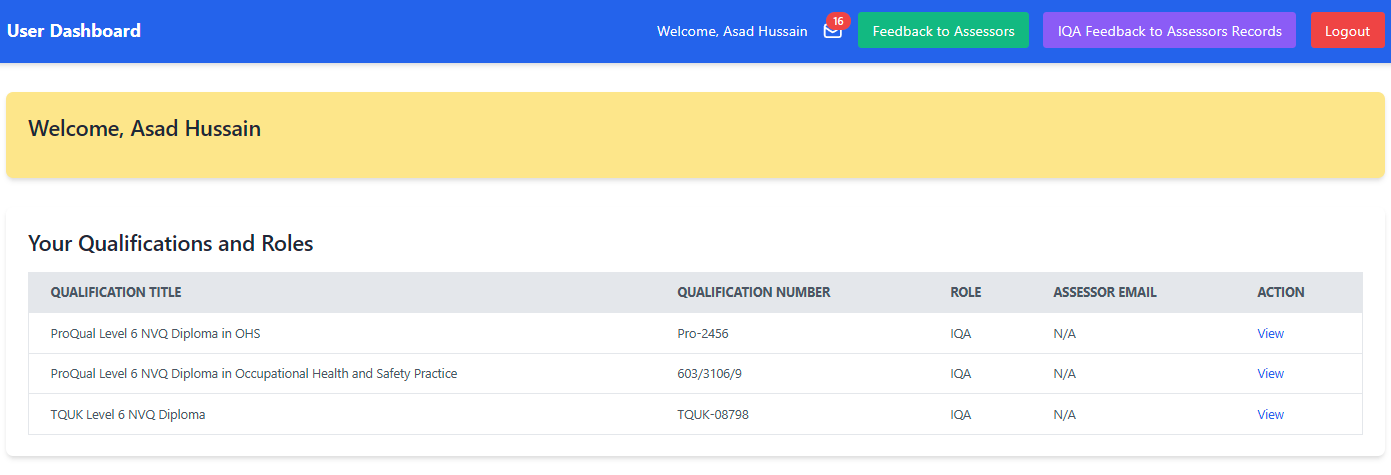 User Dashboard
Welcome, Asad Hussain
16
Feedback to Assessors
IQA Feedback to Assessors Records
Logout
Welcome, Asad Hussain
Your Qualifications and Roles
QUALIFICATION TITLE QUALIFICATION NUMBER ROLE ASSESSOR EMAIL ACTION
ProQual Level 6 NVQ Diploma in OHS Pro-2456 IQA N/A View
ProQual Level 6 NVQ Diploma in Occupational Health and Safety Practice 603/3106/9 IQA N/A View
TQUK Level 6 NVQ Diploma TQUK-08798 IQA N/A View